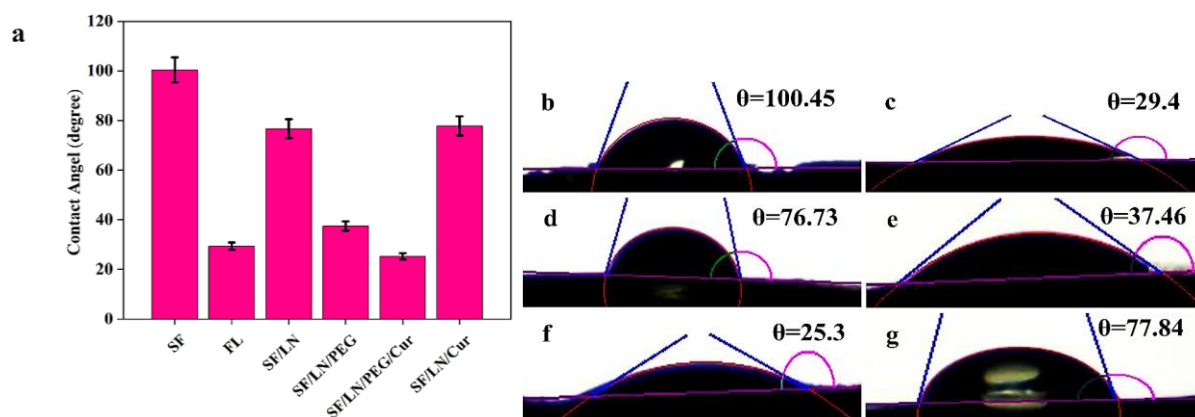 a
120
100
80
60
40
20
0
Contact Angel (degree)
SF
FL
SF/LN
SF/LN/PEG
SF/LN/PEG/Cur
SF/LN/Cur
b
θ=100.45
c
θ=29.4
d
θ=76.73
e
θ=37.46
f
θ=25.3
g
θ=77.84